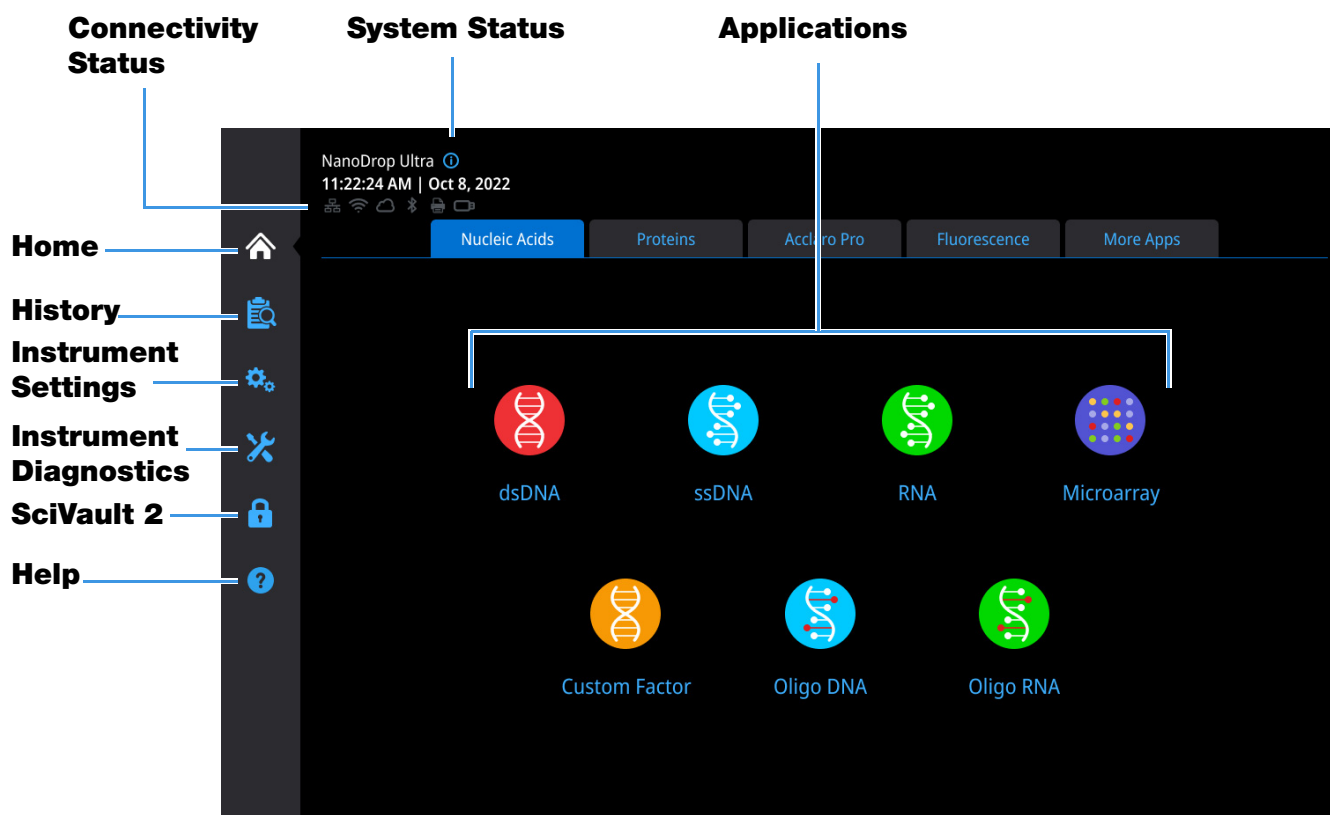 Connectivity
Status
System Status
Applications
NanoDrop Ultra
11:22:24 AM | Oct 8, 2022
Home
Nucleic Acids
Proteins
Acclaro Pro
Fluorescence
More Apps
History
Instrument
Settings
Instrument
Diagnostics
SciVault 2
Help
dsDNA
ssDNA
RNA
Microarray
Custom Factor
Oligo DNA
Oligo RNA